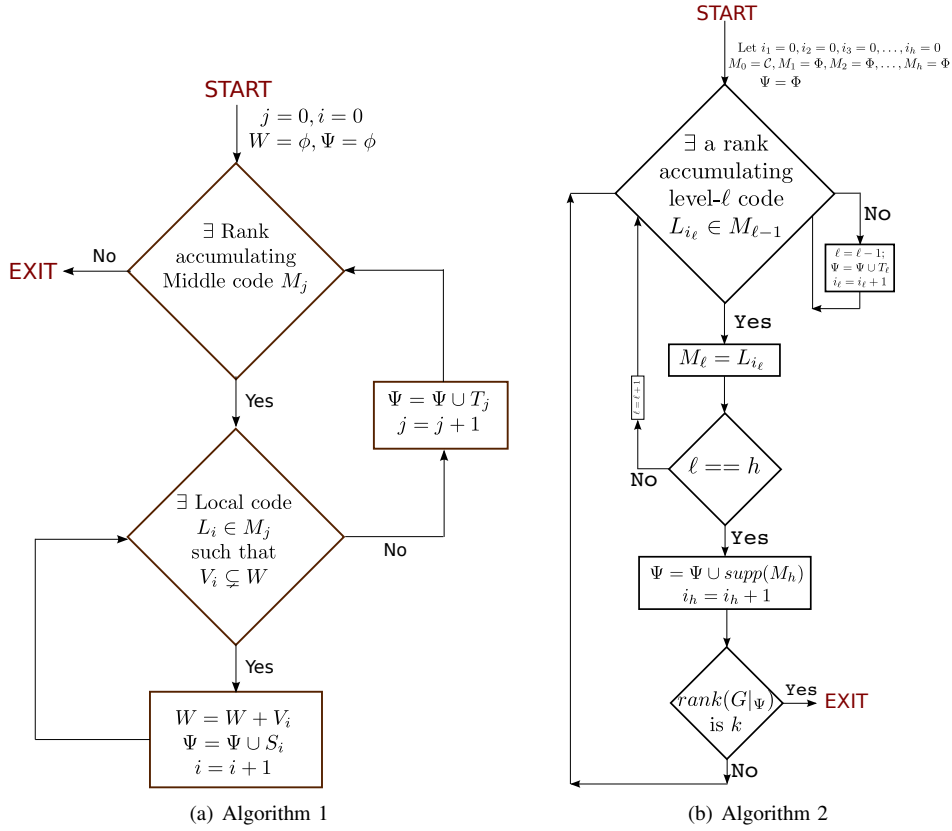 START
j = 0, i = 0
W = ϕ, Ψ = ϕ
∃ Rank
accumulating
Middle code M_j
No
EXIT
Yes
Ψ = Ψ ∪ T_j
j = j + 1
∃ Local code
L_i ∈ M_j
such that
V_i ⊊ W
No
Yes
W = W + V_i
Ψ = Ψ ∪ S_i
i = i + 1
(a) Algorithm 1
START
Let i_1 = 0, i_2 = 0, i_3 = 0, . . . , i_h = 0
M_0 = 𝒞, M_1 = Φ, M_2 = Φ, . . . , M_h = Φ
Ψ = Φ
∃ a rank
accumulating
level-ℓ code
L_{i_ℓ} ∈ M_{ℓ−1}
No
ℓ = ℓ − 1;
Ψ = Ψ ∪ T_ℓ
i_ℓ = i_ℓ + 1
Yes
M_ℓ = L_{i_ℓ}
ℓ = ℓ + 1
ℓ == h
No
Yes
Ψ = Ψ ∪ supp(M_h)
i_h = i_h + 1
rank(G|_Ψ)
is k
Yes
EXIT
No
(b) Algorithm 2